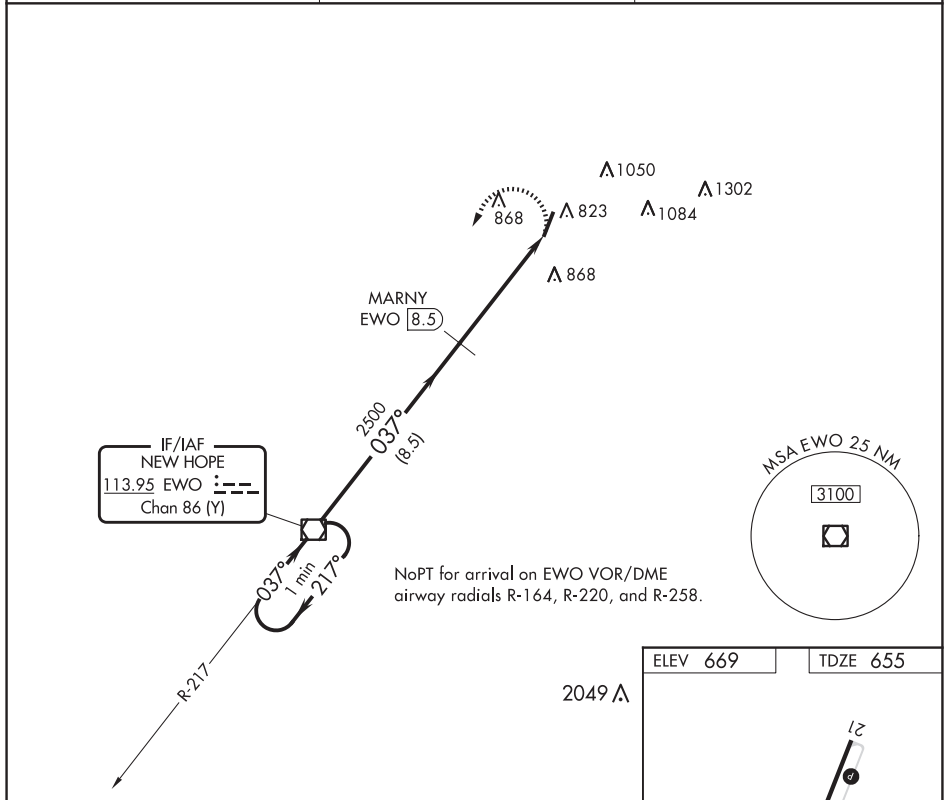 1050
1302
868
823
1084
868
MARNY
EWO 8.5
2500
037°
(8.5)
IF/IAF
NEW HOPE
113.95 EWO
Chan 86 (Y)
MSA EWO 25 NM
3100
037°
1 min
217°
NoPT for arrival on EWO VOR/DME
airway radials R-164, R-220, and R-258.
R-217
ELEV 669
TDZE 655
2049
21
P